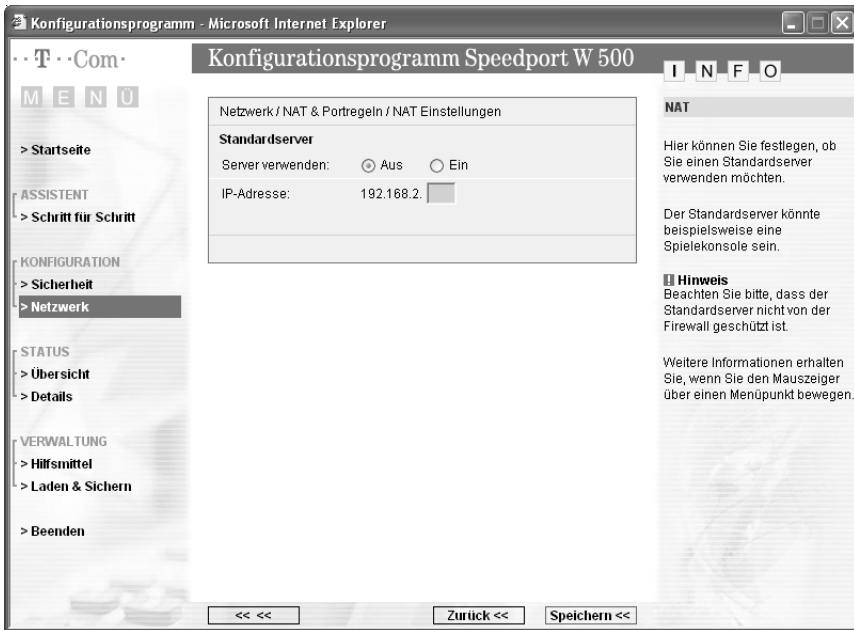 Konfigurationsprogramm - Microsoft Internet Explorer
··T··Com·
Konfigurationsprogramm Speedport W 500
MENÜ
> Startseite
ASSISTENT
> Schritt für Schritt
KONFIGURATION
> Sicherheit
> Netzwerk
STATUS
> Übersicht
> Details
VERWALTUNG
> Hilfsmittel
> Laden & Sichern
> Beenden
Netzwerk / NAT & Portregeln / NAT Einstellungen
Standardserver
Server verwenden: Aus Ein
IP-Adresse: 192.168.2.
<< <<
Zurück <<
Speichern <<
INFO
NAT
Hier können Sie festlegen, ob
Sie einen Standardserver
verwenden möchten.
Der Standardserver könnte
beispielsweise eine
Spielekonsole sein.
! Hinweis
Beachten Sie bitte, dass der
Standardserver nicht von der
Firewall geschützt ist.
Weitere Informationen erhalten
Sie, wenn Sie den Mauszeiger
über einen Menüpunkt bewegen.